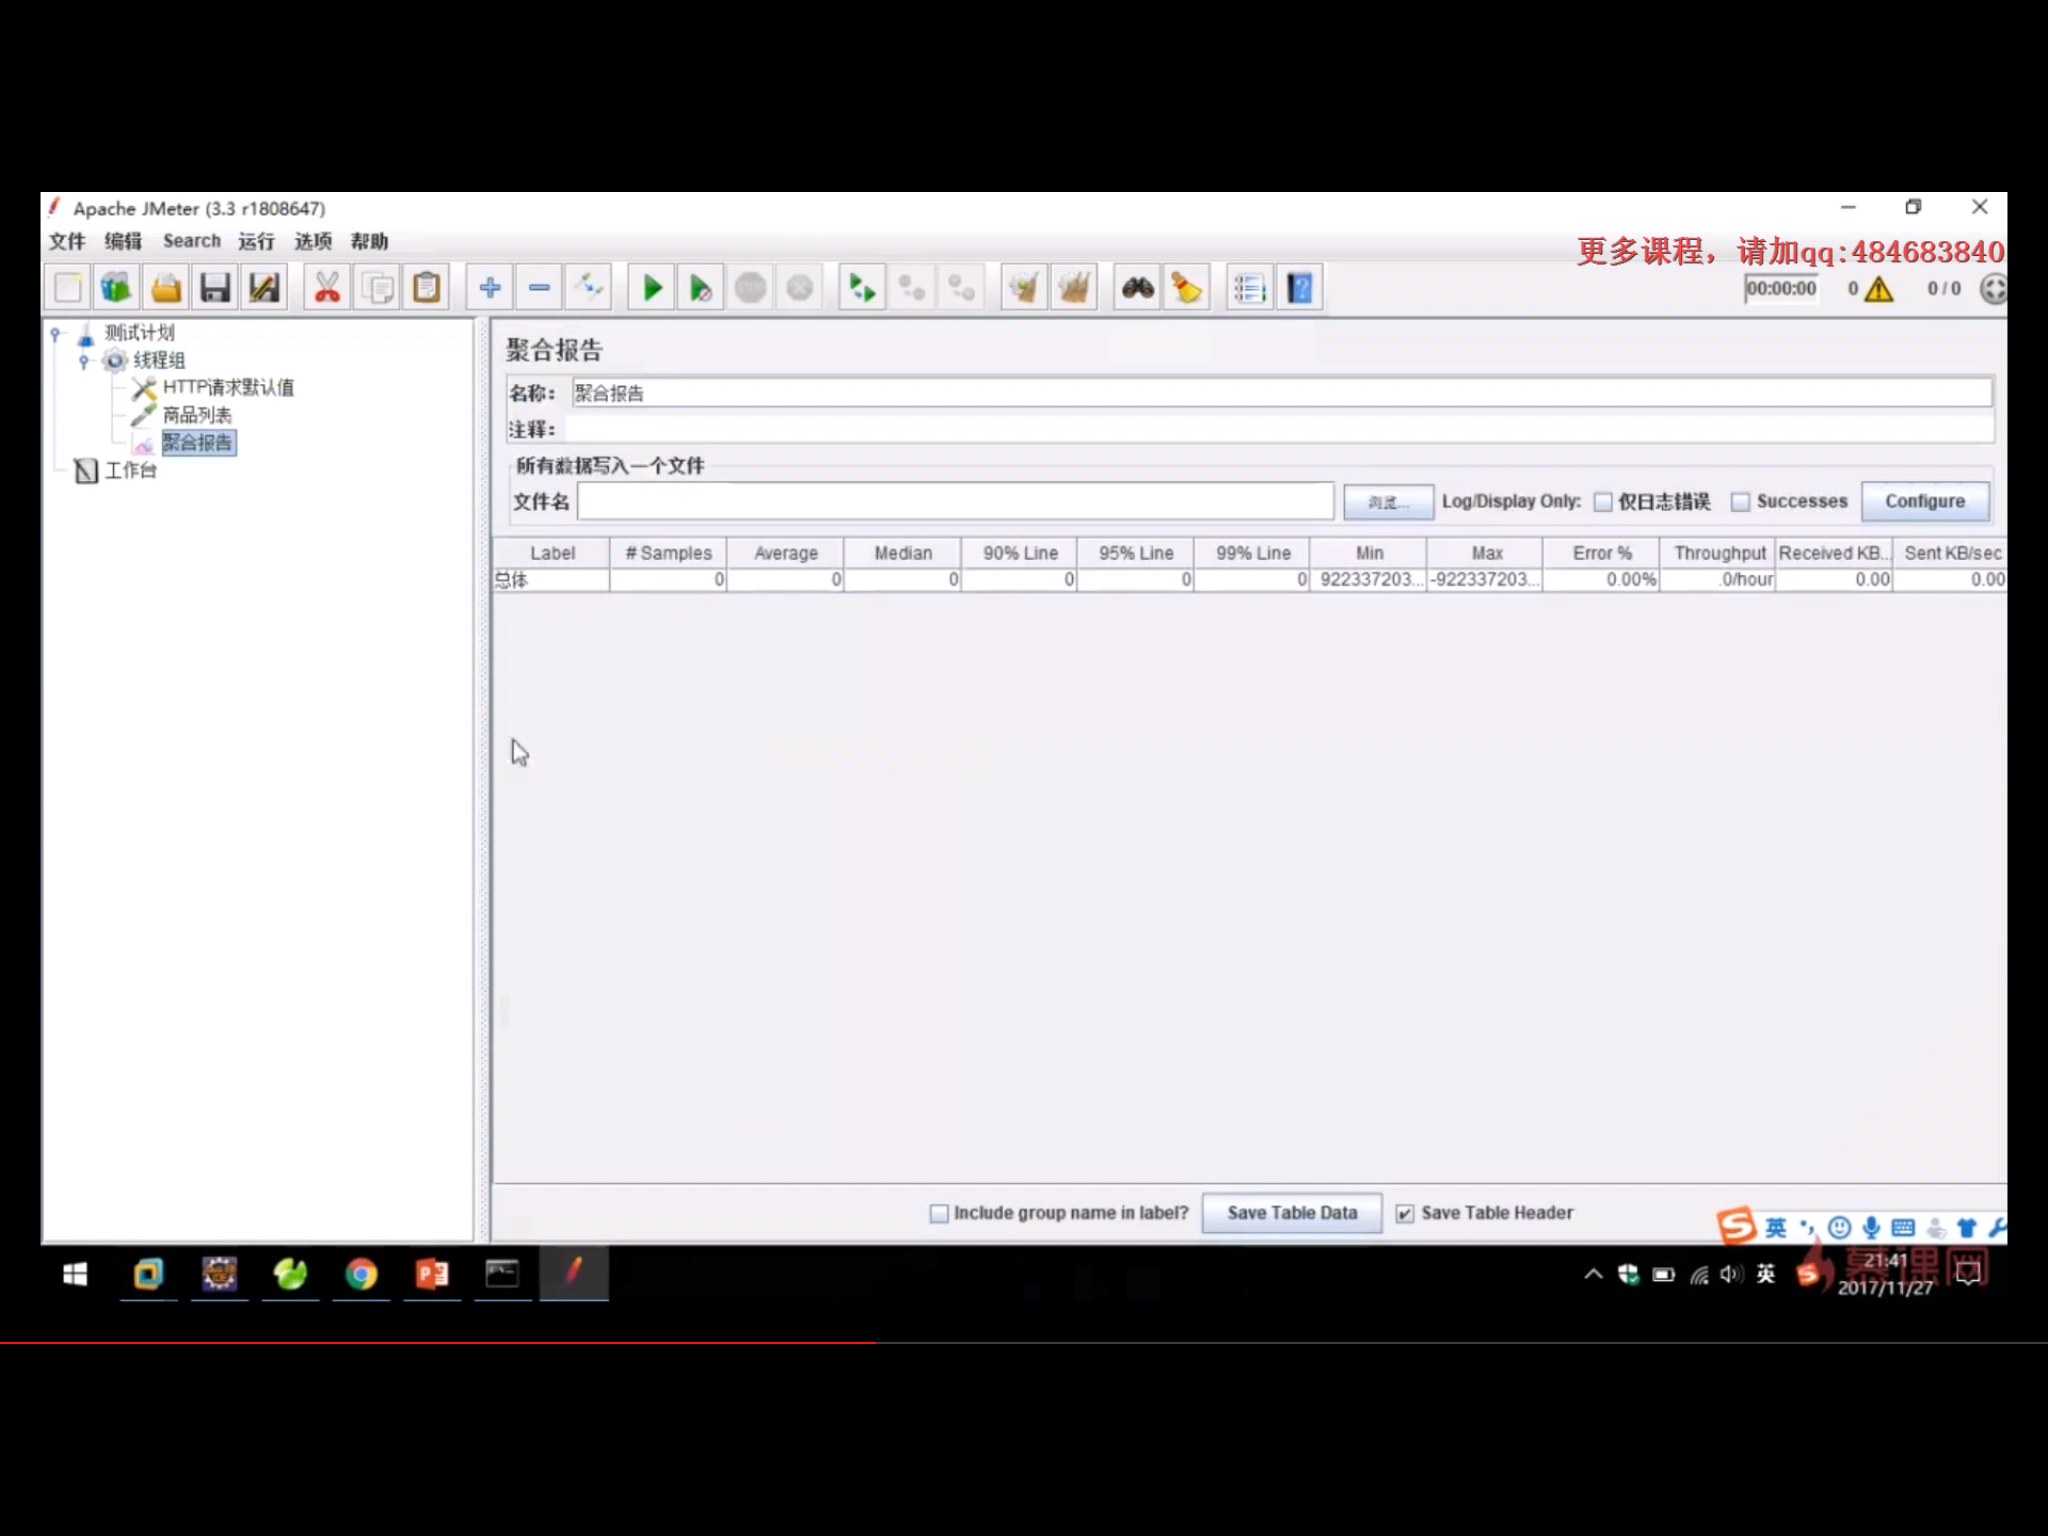 Apache JMeter (3.3 r1808647)
文件 编辑 Search 运行 选项 帮助
更多课程，请加qq:484683840
00:00:00 0 0 / 0
测试计划
线程组
HTTP请求默认值
商品列表
聚合报告
工作台
聚合报告
名称： 聚合报告
注释：
所有数据写入一个文件
文件名 浏览... Log/Display Only: 仅日志错误 Successes Configure
Label # Samples Average Median 90% Line 95% Line 99% Line Min Max Error % Throughput Received KB... Sent KB/sec
总体 0 0 0 0 0 0 922337203... -922337203... 0.00% .0/hour 0.00 0.00
Include group name in label? Save Table Data Save Table Header
英
英 21:41
2017/11/27
慕课网